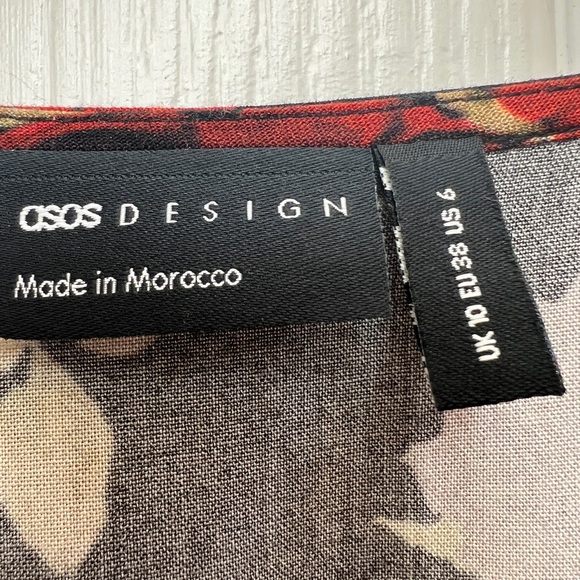 asos DESIGN
Made in Morocco
UK 10 EU 38 US 6